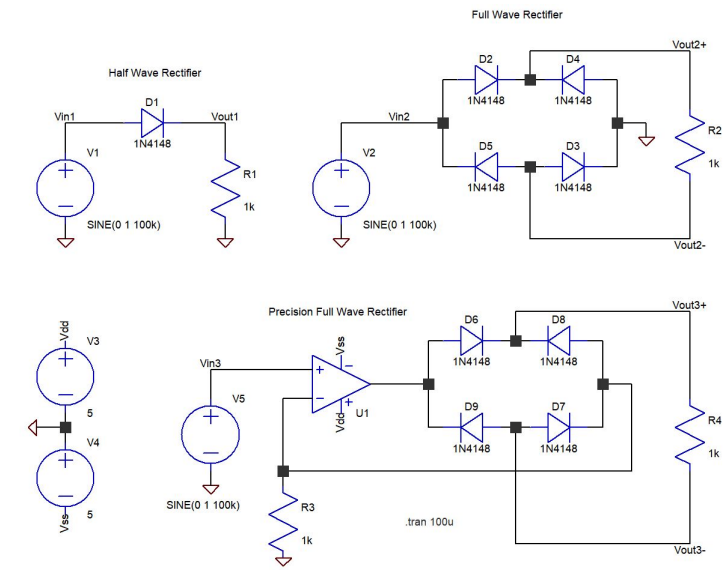 Full Wave Rectifier
Vout2+
D2
D4
Half Wave Rectifier
1N4148
1N4148
D1
Vin1
Vout1
Vin2
R2
1N4148
D5
D3
V1
V2
1k
R1
1N4148
1N4148
1k
SINE(0 1 100k)
SINE(0 1 100k)
Vout2-
Precision Full Wave Rectifier
Vout3+
D6
D8
Vdd
V3
Vss
1N4148
1N4148
Vin3
V5
U1
5
Vdd
D9
D7
R4
V4
1N4148
1N4148
1k
SINE(0 1 100k)
R3
5
Vss
.tran 100u
1k
Vout3-